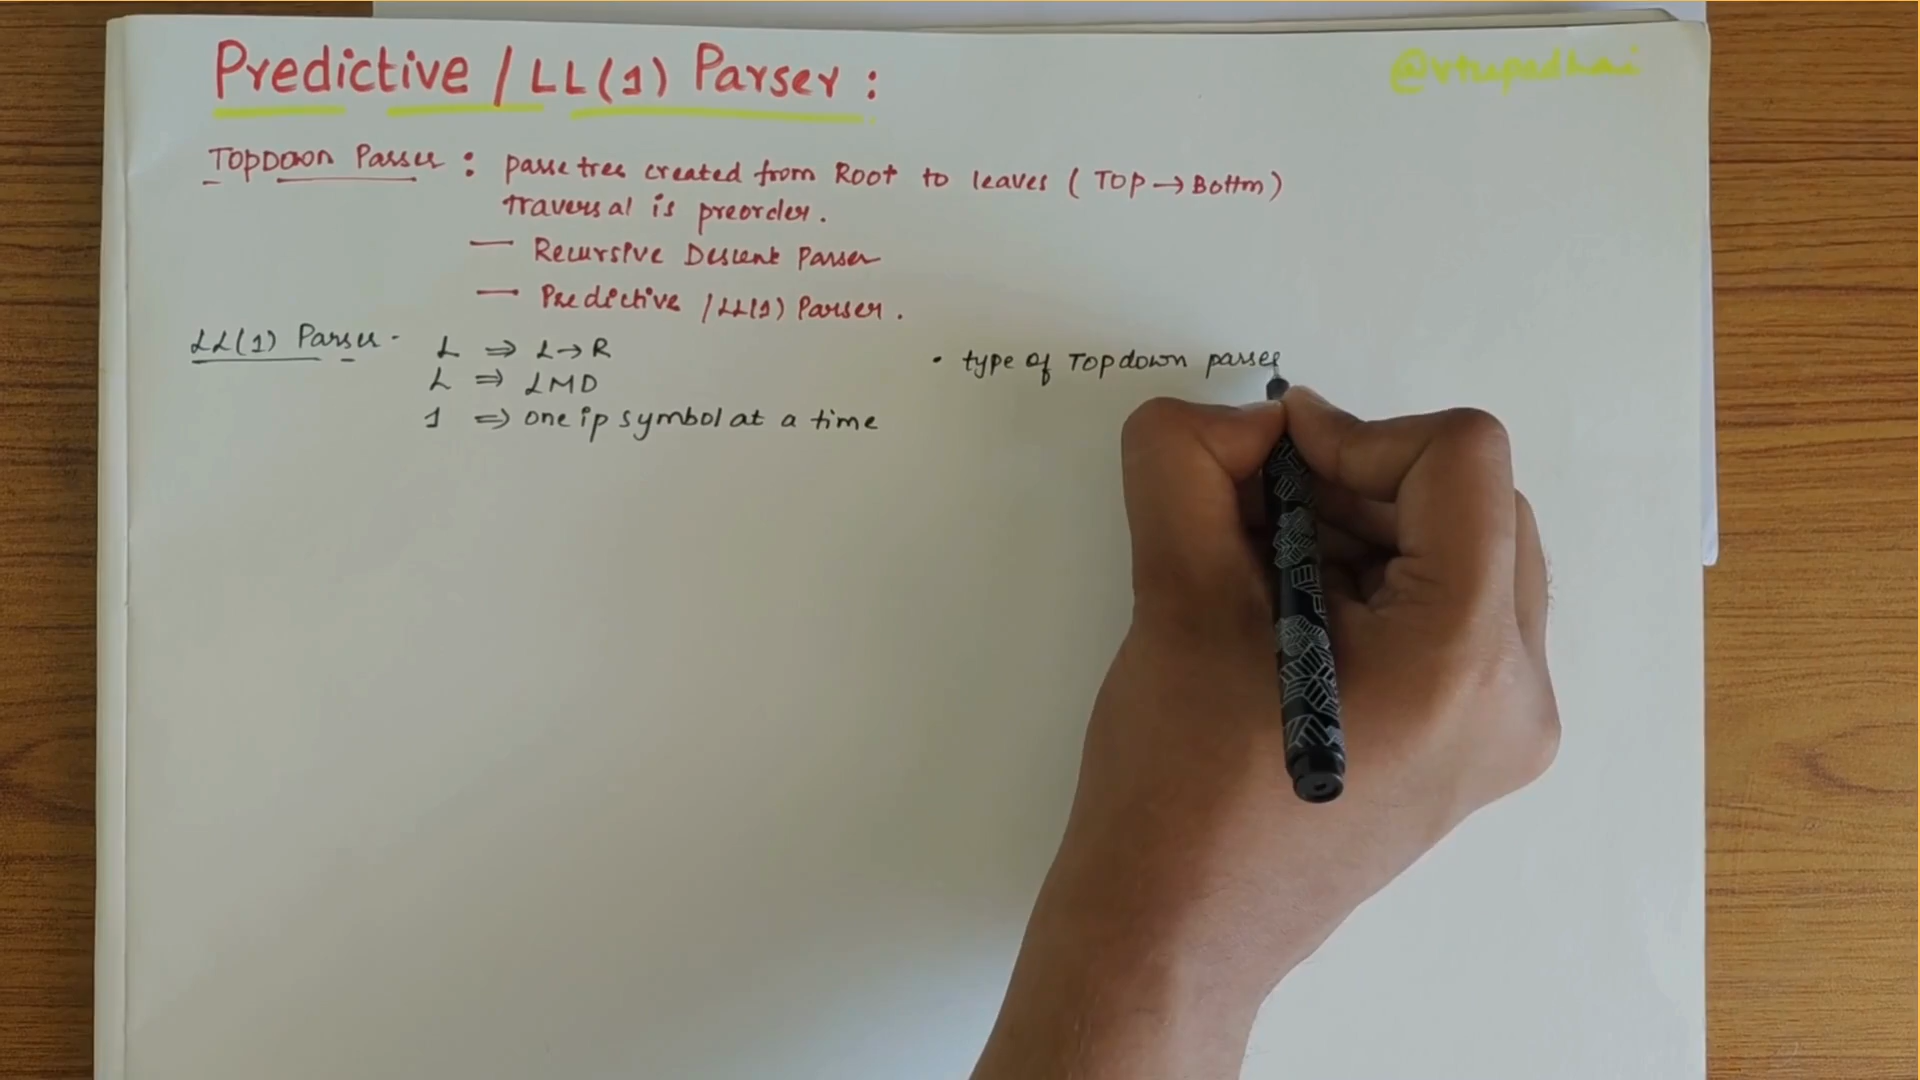 Predictive / LL(1) Parser :
@vtupadhai
TOPDOWN Parser : parse tree created from Root to leaves ( TOP → Bottm )
traversal is preorder.
— Recursive Descent Parser
— Predictive / LL(1) Parser .
LL(1) Parser - L ⇒ L → R
L ⇒ LMD
1 ⇒ one ip symbol at a time
• type of Topdown parser